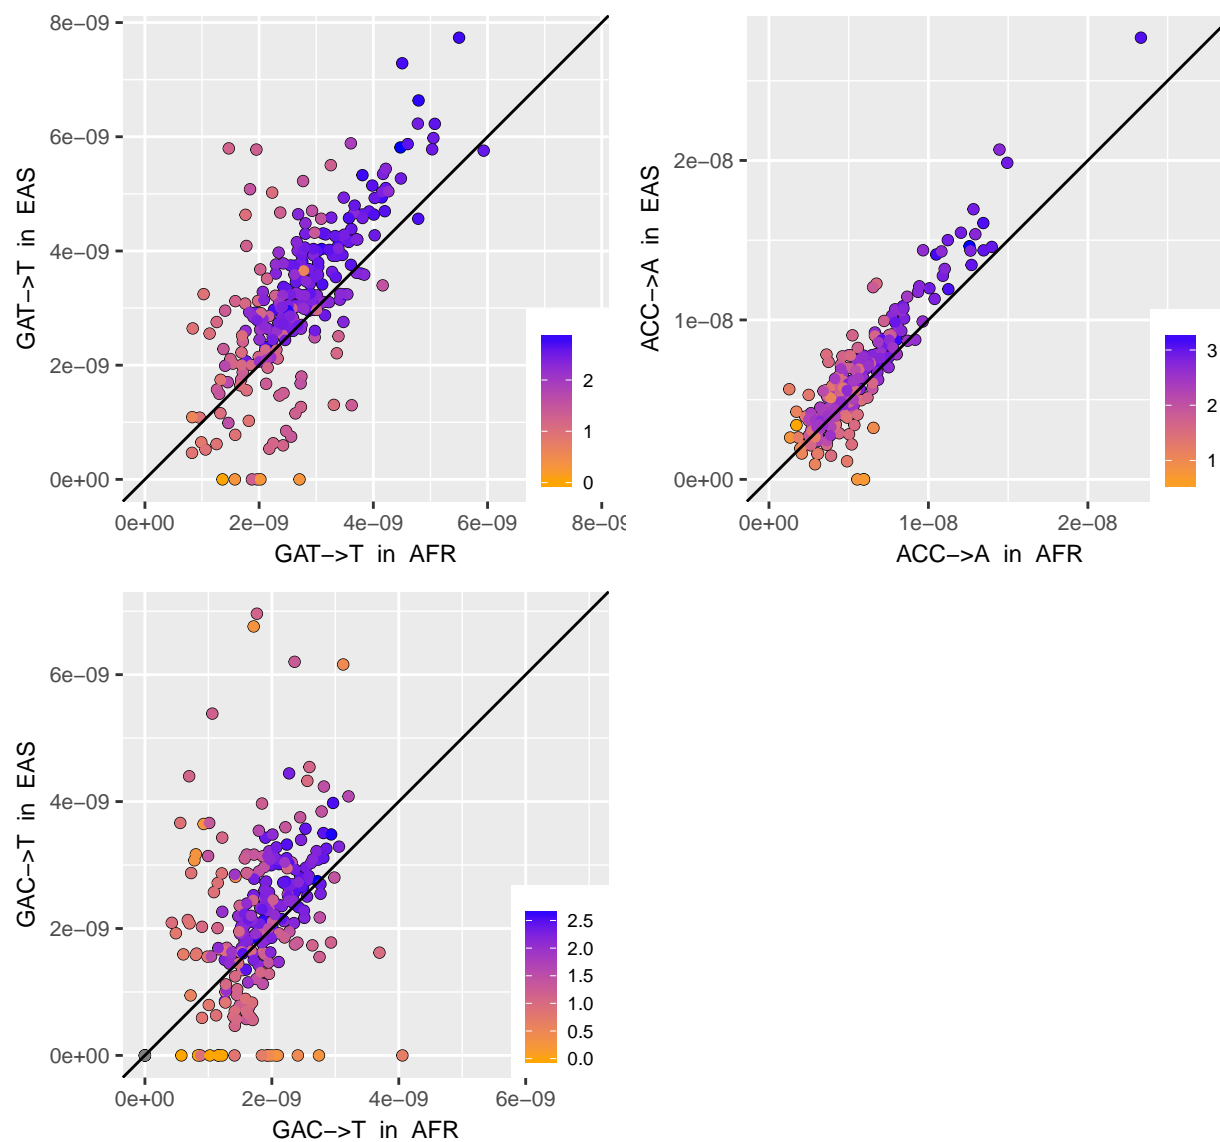 8e−09
6e−09
4e−09
2e−09
0e+00
GAT−>T in EAS
2
1
0
0e+00 2e−09 4e−09 6e−09 8e−09
GAT−>T in AFR
2e−08
1e−08
0e+00
ACC−>A in EAS
3
2
1
0e+00 1e−08 2e−08
ACC−>A in AFR
6e−09
4e−09
2e−09
0e+00
GAC−>T in EAS
2.5
2.0
1.5
1.0
0.5
0.0
0e+00 2e−09 4e−09 6e−09
GAC−>T in AFR